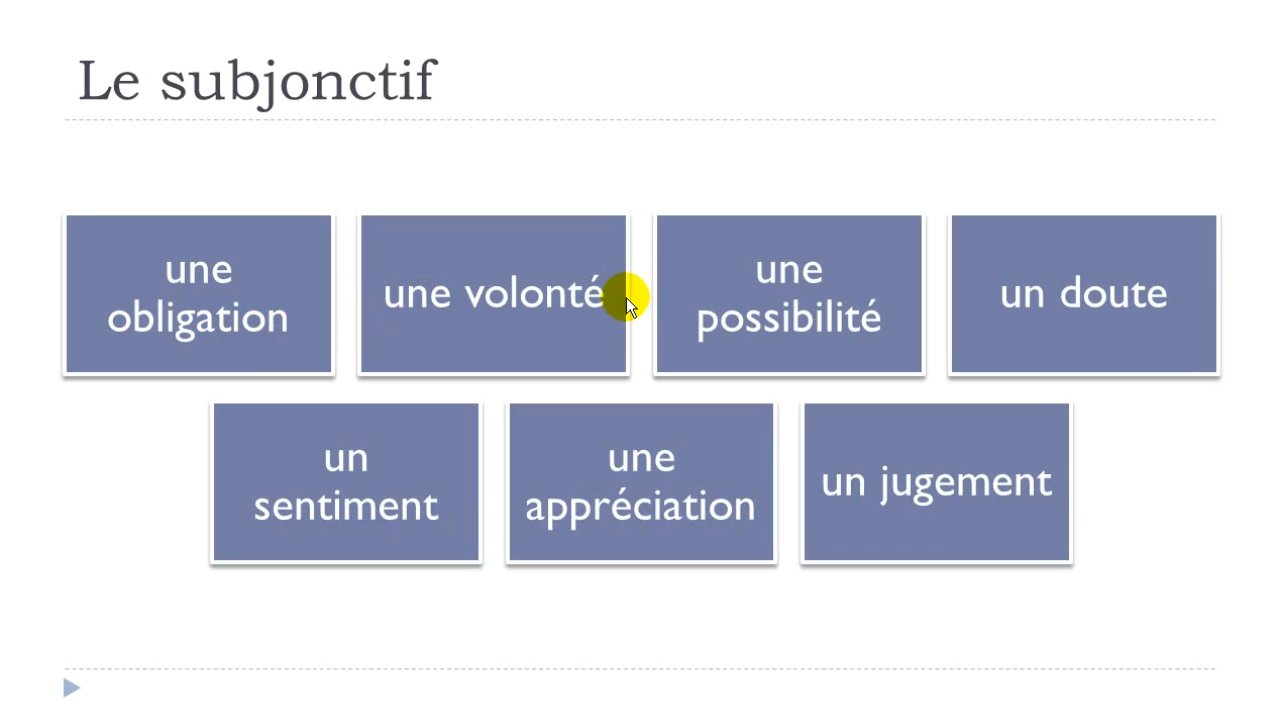 Le subjonctif
une
obligation
une volonté
une
possibilité
un doute
un
sentiment
une
appréciation
un jugement